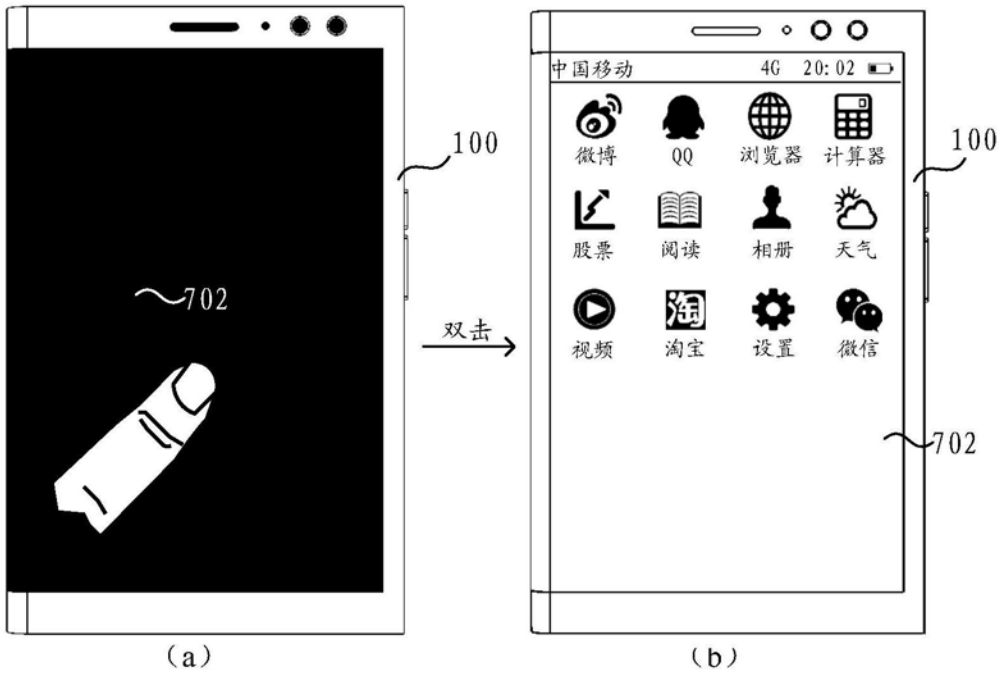 100
702
(a)
双击
中国移动 4G 20:02
微博 QQ 浏览器 计算器
100
股票 阅读 相册 天气
淘
视频 淘宝 设置 微信
702
(b)